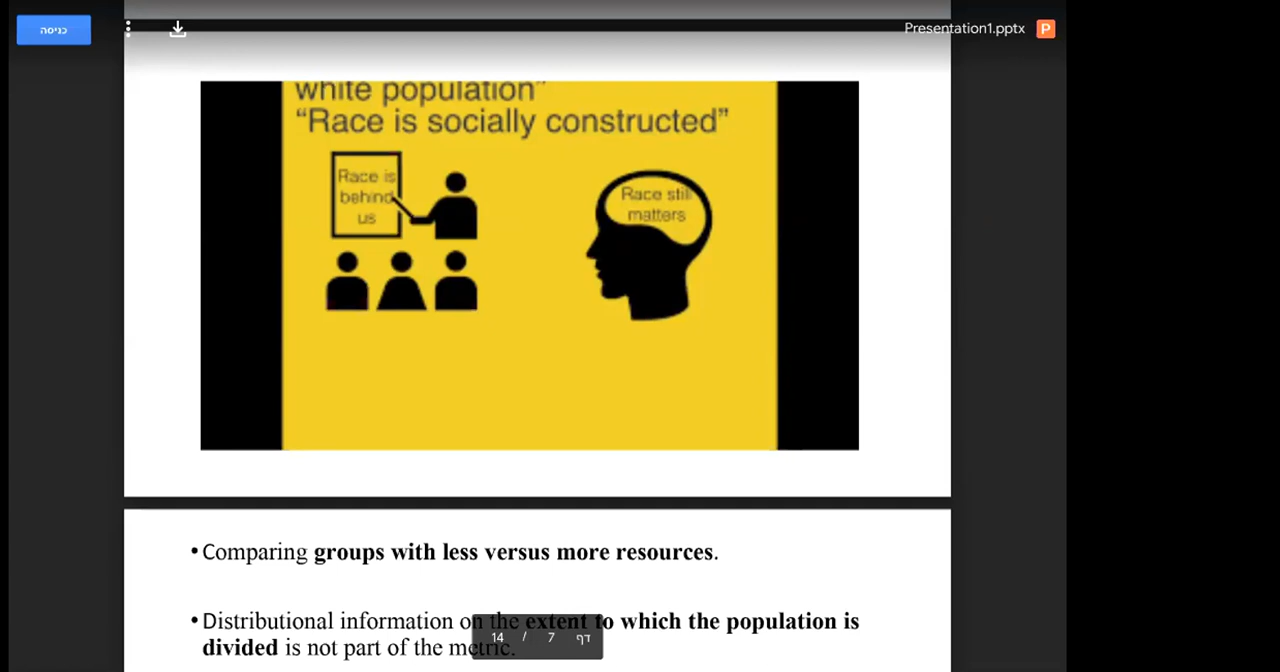 כניסה
Presentation1.pptx
P
white population”
“Race is socially constructed”
Race is
behind
us
Race still
matters
• Comparing groups with less versus more resources.
• Distributional information on the extent to which the population is
divided is not part of the metric.
דף 7 / 14